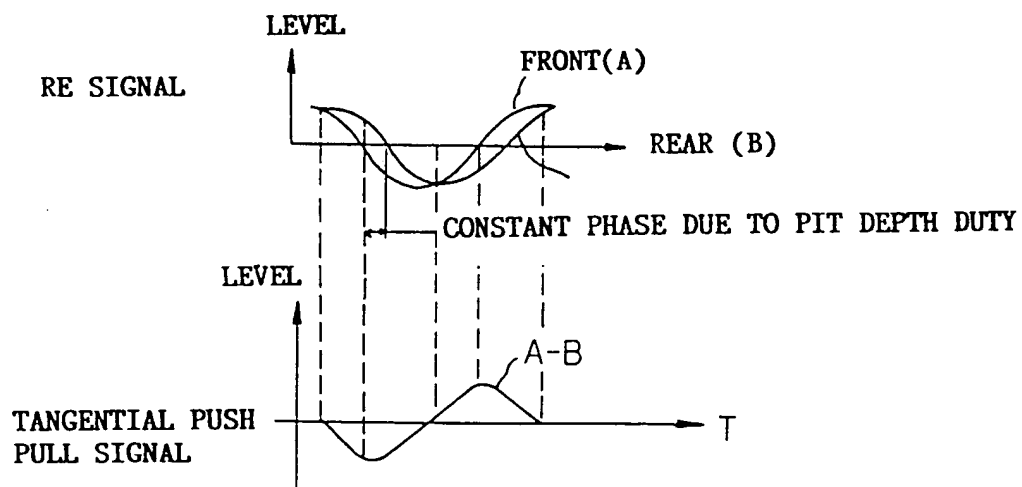 LEVEL
FRONT(A)
RE SIGNAL
REAR (B)
CONSTANT PHASE DUE TO PIT DEPTH DUTY
LEVEL
A-B
TANGENTIAL PUSH
PULL SIGNAL
T